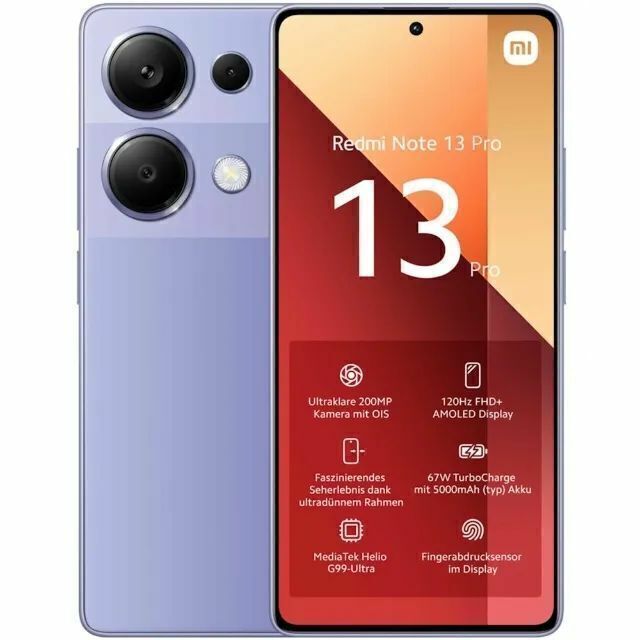 mi
Redmi Note 13 Pro
13
Pro
Ultraklare 200MP
Kamera mit OIS
120Hz FHD+
AMOLED Display
Faszinierendes
Seherlebnis dank
ultradünnem Rahmen
67W TurboCharge
mit 5000mAh (typ) Akku
MediaTek Helio
G99-Ultra
Fingerabdrucksensor
im Display